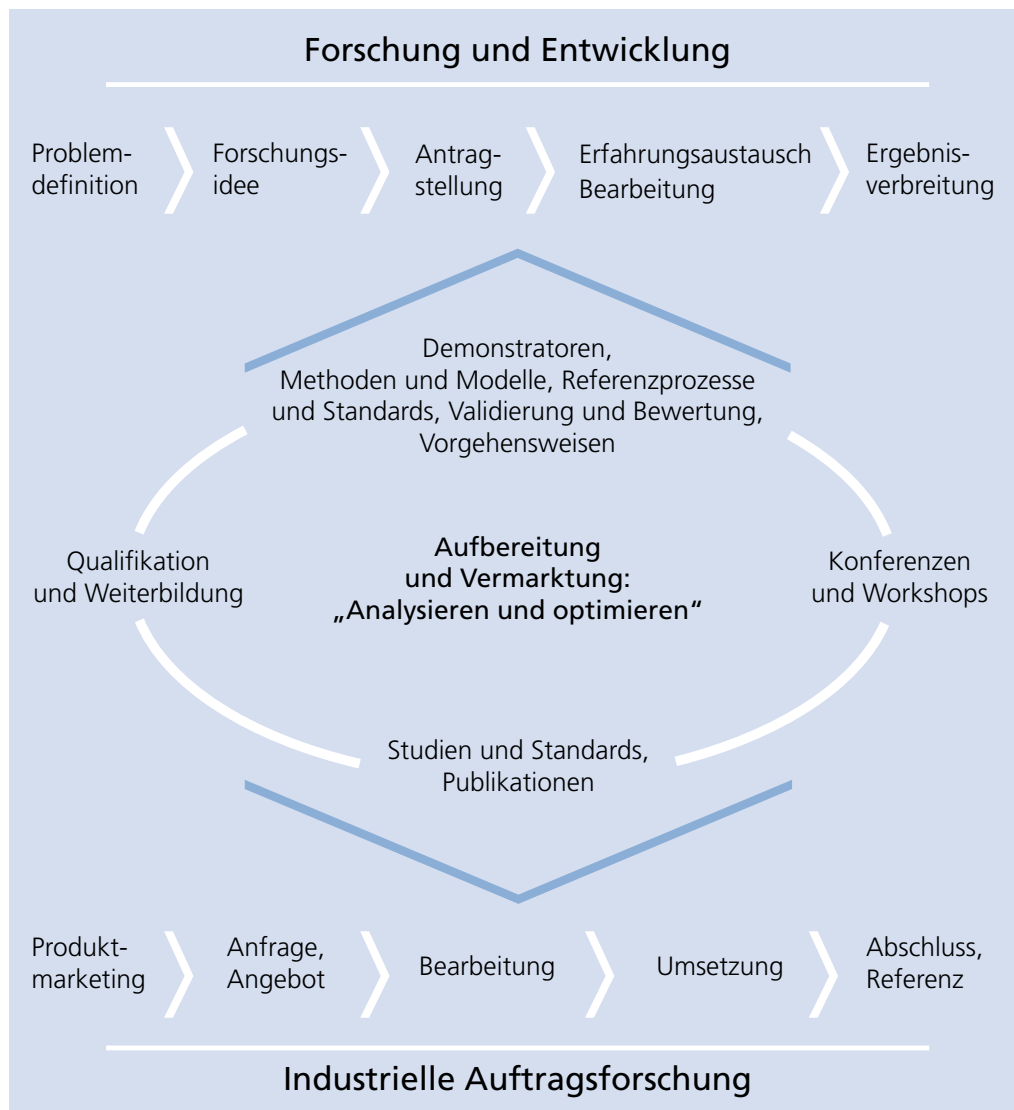 Forschung und Entwicklung
Problem-
definition
Forschungs-
idee
Antrag-
stellung
Erfahrungsaustausch
Bearbeitung
Ergebnis-
verbreitung
Demonstratoren,
Methoden und Modelle, Referenzprozesse
und Standards, Validierung und Bewertung,
Vorgehensweisen
Qualifikation
und Weiterbildung
Aufbereitung
und Vermarktung:
„Analysieren und optimieren“
Konferenzen
und Workshops
Studien und Standards,
Publikationen
Produkt-
marketing
Anfrage,
Angebot
Bearbeitung
Umsetzung
Abschluss,
Referenz
Industrielle Auftragsforschung